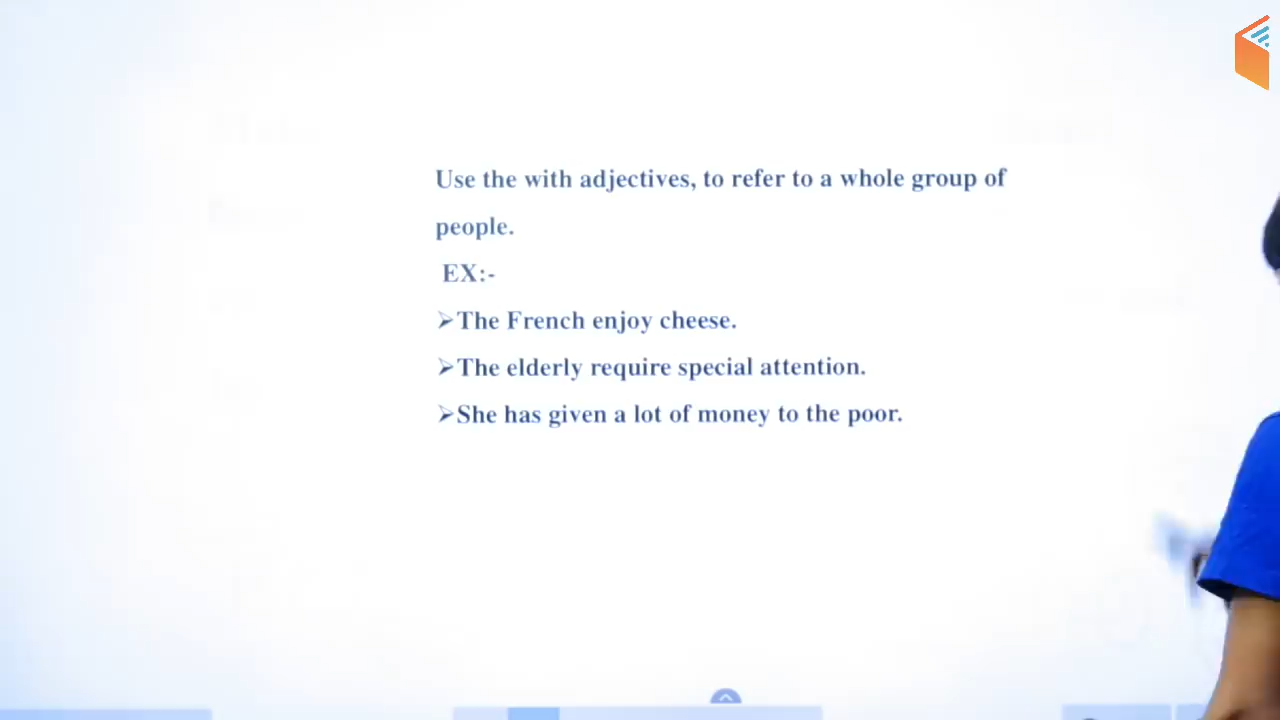 Use the with adjectives, to refer to a whole group of
people.
EX:-
➢The French enjoy cheese.
➢The elderly require special attention.
➢She has given a lot of money to the poor.